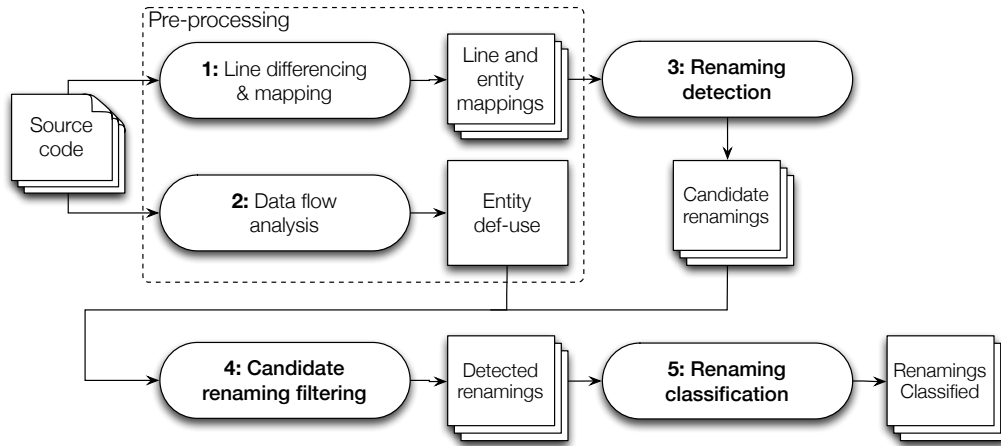 Pre-processing
1: Line differencing
& mapping
Line and
entity
mappings
3: Renaming
detection
Source
code
2: Data flow
analysis
Entity
def-use
Candidate
renamings
4: Candidate
renaming filtering
Detected
renamings
5: Renaming
classification
Renamings
Classified